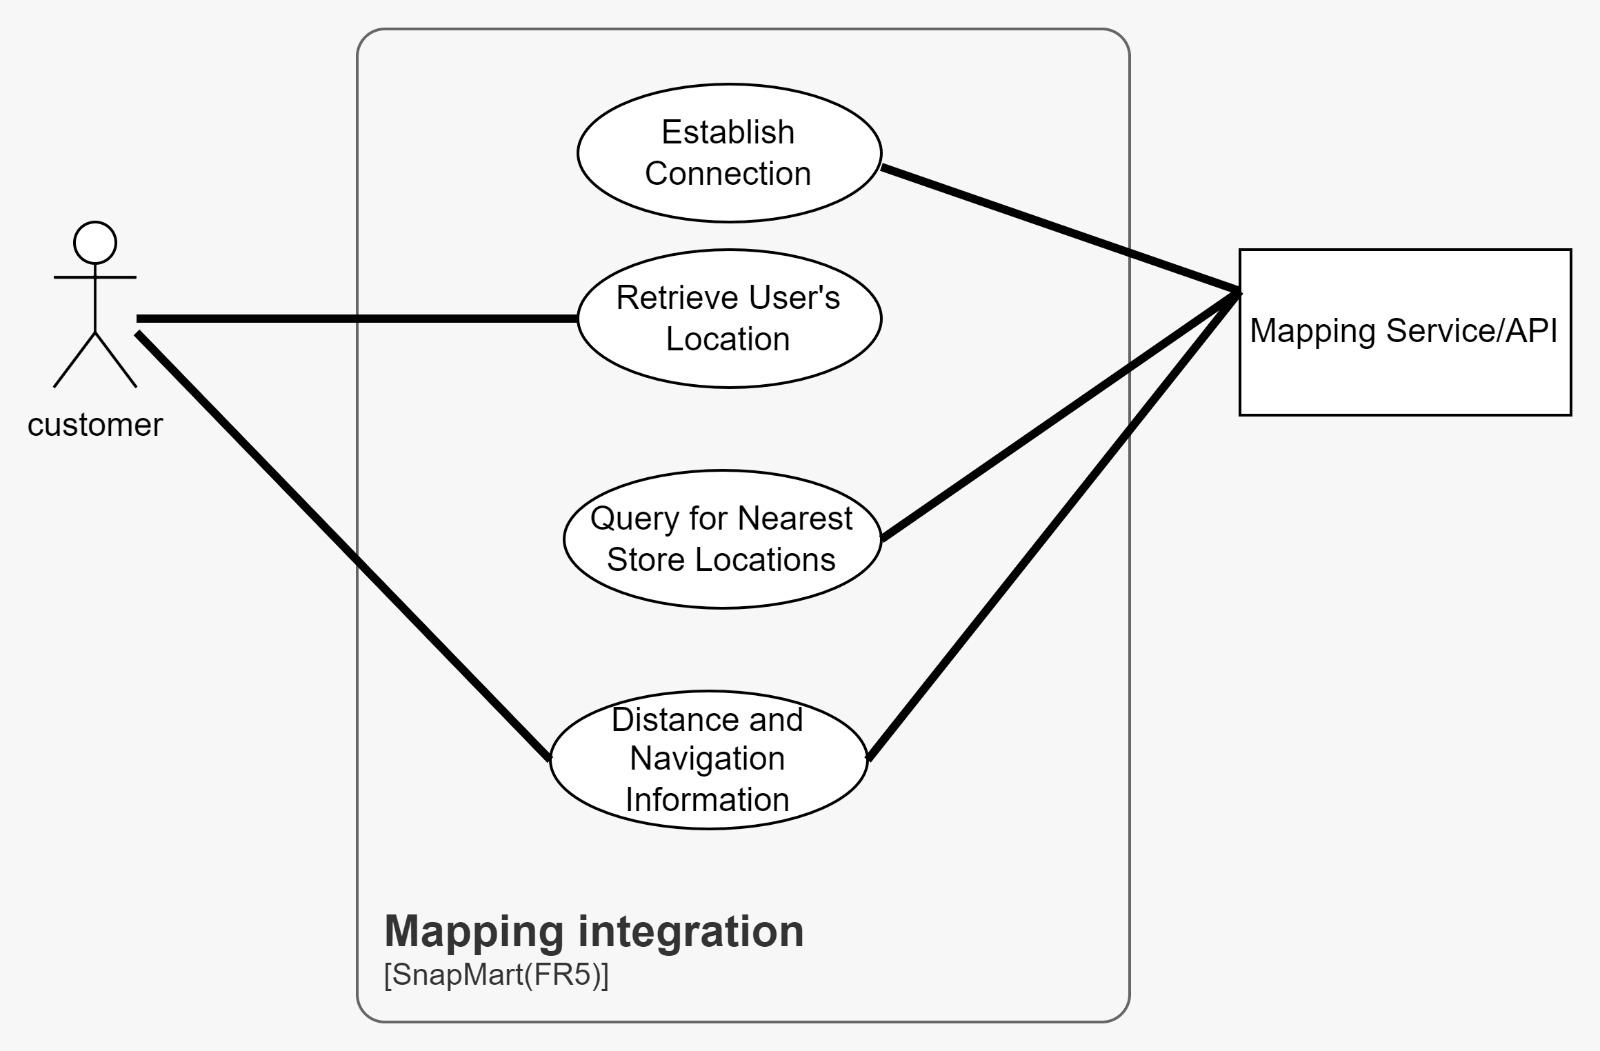 Establish
Connection
Retrieve User's
Location
customer
Mapping Service/API
Query for Nearest
Store Locations
Distance and
Navigation
Information
Mapping integration
[SnapMart(FR5)]